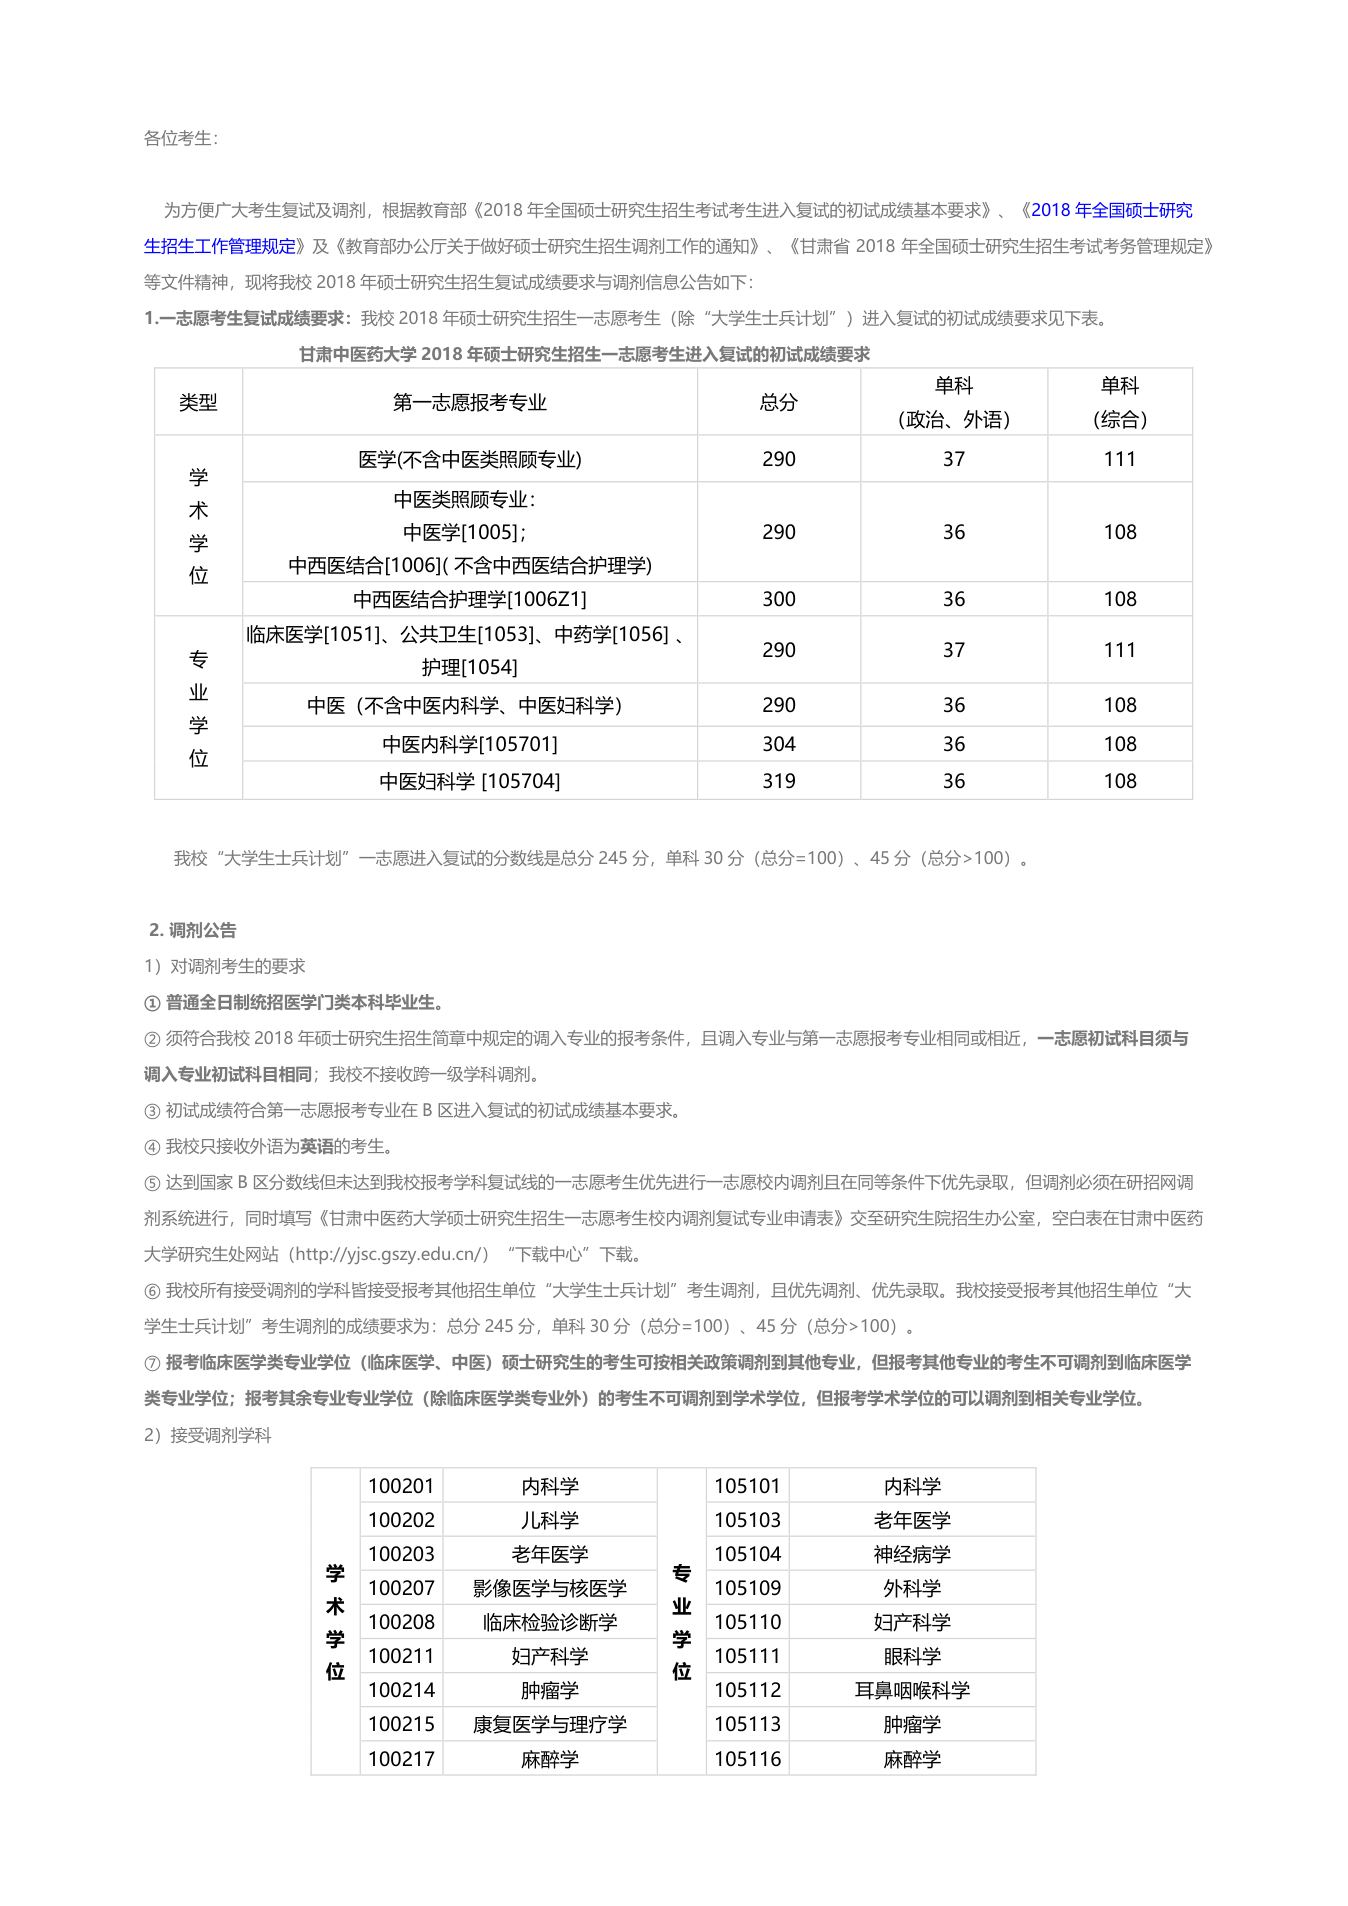 各位考生：
为方便广大考生复试及调剂，根据教育部《2018 年全国硕士研究生招生考试考生进入复试的初试成绩基本要求》、《2018 年全国硕士研究
生招生工作管理规定》及《教育部办公厅关于做好硕士研究生招生调剂工作的通知》、《甘肃省 2018 年全国硕士研究生招生考试考务管理规定》
等文件精神，现将我校 2018 年硕士研究生招生复试成绩要求与调剂信息公告如下：
1.一志愿考生复试成绩要求：我校 2018 年硕士研究生招生一志愿考生（除“大学生士兵计划”）进入复试的初试成绩要求见下表。
甘肃中医药大学 2018 年硕士研究生招生一志愿考生进入复试的初试成绩要求
类型 第一志愿报考专业 总分 单科（政治、外语） 单科（综合）
学术学位
医学(不含中医类照顾专业) 290 37 111
中医类照顾专业：
中医学[1005]；
中西医结合[1006]( 不含中西医结合护理学) 290 36 108
中西医结合护理学[1006Z1] 300 36 108
专业学位
临床医学[1051]、公共卫生[1053]、中药学[1056] 、
护理[1054] 290 37 111
中医（不含中医内科学、中医妇科学） 290 36 108
中医内科学[105701] 304 36 108
中医妇科学 [105704] 319 36 108
我校“大学生士兵计划”一志愿进入复试的分数线是总分 245 分，单科 30 分（总分=100）、45 分（总分>100）。
2. 调剂公告
1）对调剂考生的要求
① 普通全日制统招医学门类本科毕业生。
② 须符合我校 2018 年硕士研究生招生简章中规定的调入专业的报考条件，且调入专业与第一志愿报考专业相同或相近，一志愿初试科目须与
调入专业初试科目相同；我校不接收跨一级学科调剂。
③ 初试成绩符合第一志愿报考专业在 B 区进入复试的初试成绩基本要求。
④ 我校只接收外语为英语的考生。
⑤ 达到国家 B 区分数线但未达到我校报考学科复试线的一志愿考生优先进行一志愿校内调剂且在同等条件下优先录取，但调剂必须在研招网调
剂系统进行，同时填写《甘肃中医药大学硕士研究生招生一志愿考生校内调剂复试专业申请表》交至研究生院招生办公室，空白表在甘肃中医药
大学研究生处网站（http://yjsc.gszy.edu.cn/）“下载中心”下载。
⑥ 我校所有接受调剂的学科皆接受报考其他招生单位“大学生士兵计划”考生调剂，且优先调剂、优先录取。我校接受报考其他招生单位“大
学生士兵计划”考生调剂的成绩要求为：总分 245 分，单科 30 分（总分=100）、45 分（总分>100）。
⑦ 报考临床医学类专业学位（临床医学、中医）硕士研究生的考生可按相关政策调剂到其他专业，但报考其他专业的考生不可调剂到临床医学
类专业学位；报考其余专业专业学位（除临床医学类专业外）的考生不可调剂到学术学位，但报考学术学位的可以调剂到相关专业学位。
2）接受调剂学科
学术学位 专业学位
100201 内科学 105101 内科学
100202 儿科学 105103 老年医学
100203 老年医学 105104 神经病学
100207 影像医学与核医学 105109 外科学
100208 临床检验诊断学 105110 妇产科学
100211 妇产科学 105111 眼科学
100214 肿瘤学 105112 耳鼻咽喉科学
100215 康复医学与理疗学 105113 肿瘤学
100217 麻醉学 105116 麻醉学